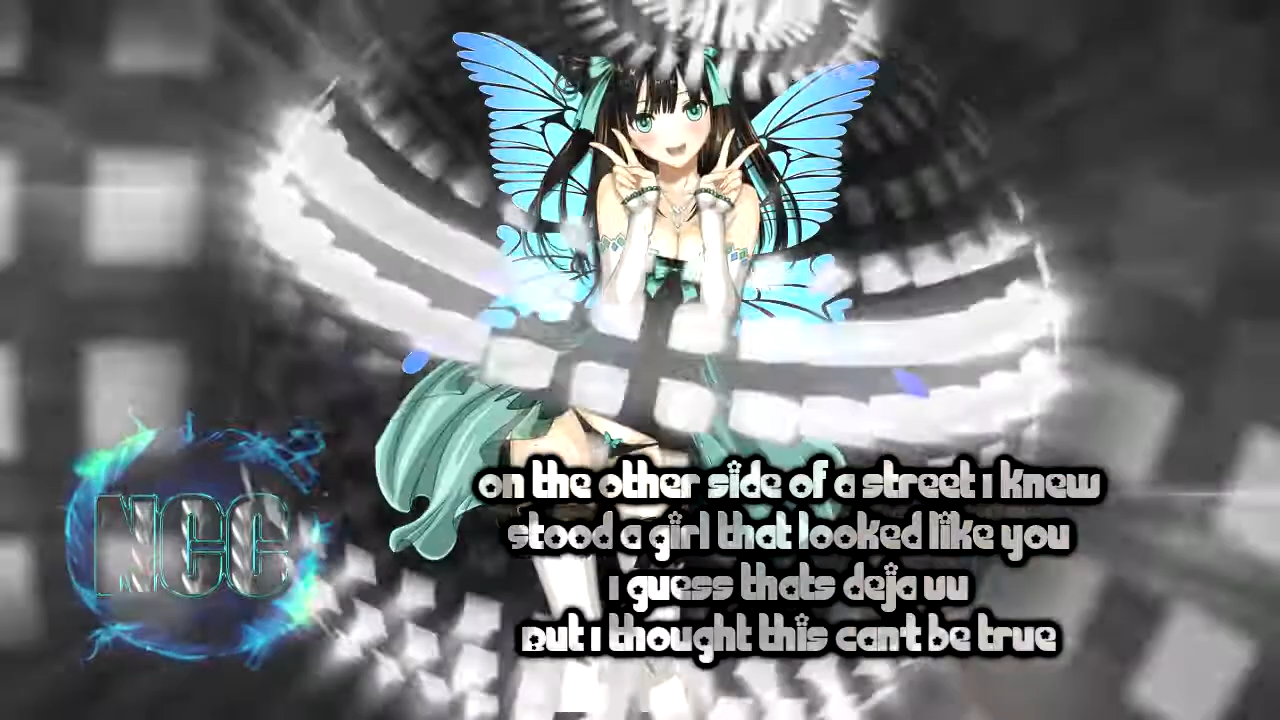 NCC
on the other side of a street i knew
stood a girl that looked like you
i guess thats deja vu
But i thought this can't be true